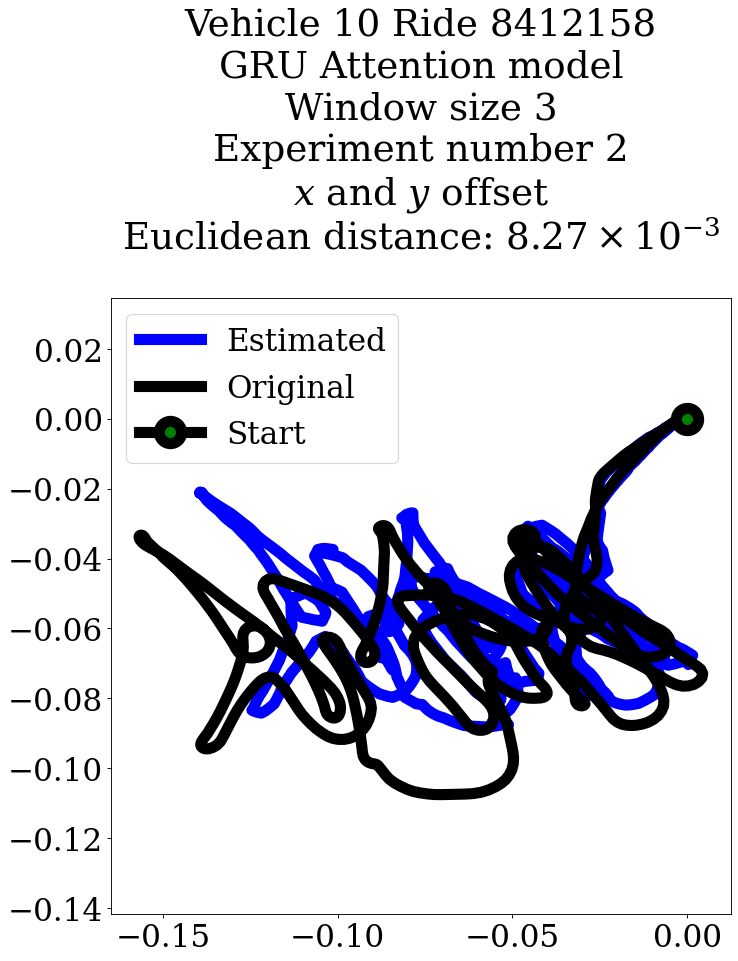 Vehicle 10 Ride 8412158
GRU Attention model
Window size 3
Experiment number 2
x and y offset
Euclidean distance: 8.27 × 10⁻³
Estimated
Original
Start
0.02
0.00
−0.02
−0.04
−0.06
−0.08
−0.10
−0.12
−0.14
−0.15 −0.10 −0.05 0.00